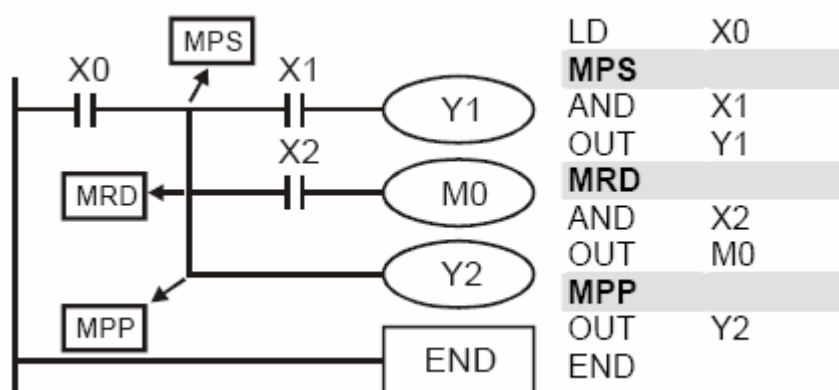 MPS
X0 X1
Y1
X2
MRD
M0
Y2
MPP
END
LD X0
MPS
AND X1
OUT Y1
MRD
AND X2
OUT M0
MPP
OUT Y2
END